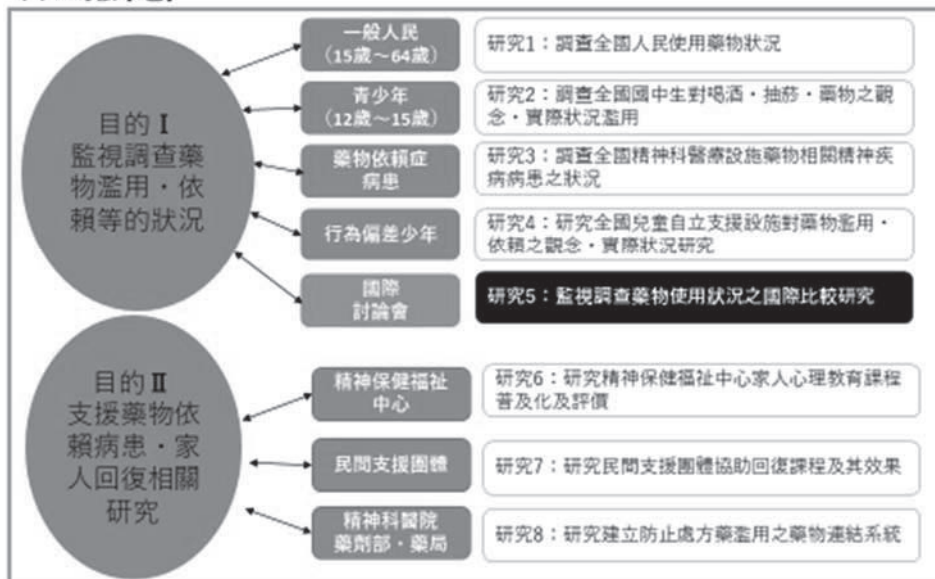 目的 I
監視調查藥
物濫用・依
賴等的狀況
一般人民
(15歲～64歲)
研究1：調查全國人民使用藥物狀況
青少年
(12歲～15歲)
研究2：調查全國國中生對喝酒・抽菸・藥物之觀
念・實際狀況濫用
藥物依賴症
病患
研究3：調查全國精神科醫療設施藥物相關精神疾
病病患之狀況
行為偏差少年
研究4：研究全國兒童自立支援設施對藥物濫用・
依賴之觀念・實際狀況研究
國際
討論會
研究5：監視調查藥物使用狀況之國際比較研究
目的 II
支援藥物依
賴病患・家
人回復相關
研究
精神保健福祉
中心
研究6：研究精神保健福祉中心家人心理教育課程
普及化及評價
民間支援團體
研究7：研究民間支援團體協助回復課程及其效果
精神科醫院
藥劑部・藥局
研究8：研究建立防止處方藥濫用之藥物連結系統